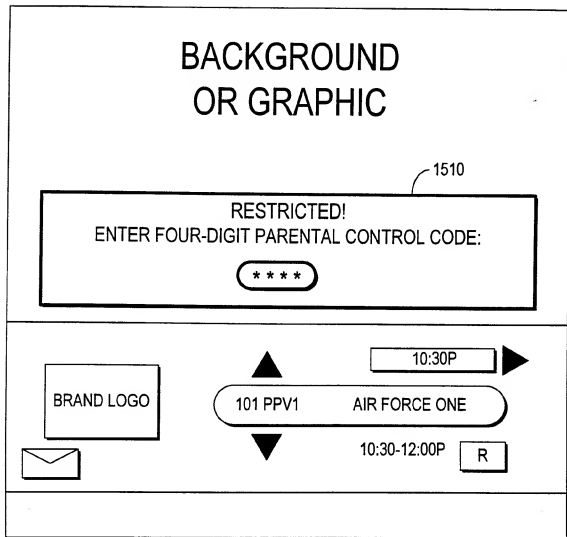 BACKGROUND
OR GRAPHIC
1510
RESTRICTED!
ENTER FOUR-DIGIT PARENTAL CONTROL CODE:
* * * *
10:30P
BRAND LOGO
101 PPV1 AIR FORCE ONE
10:30-12:00P R